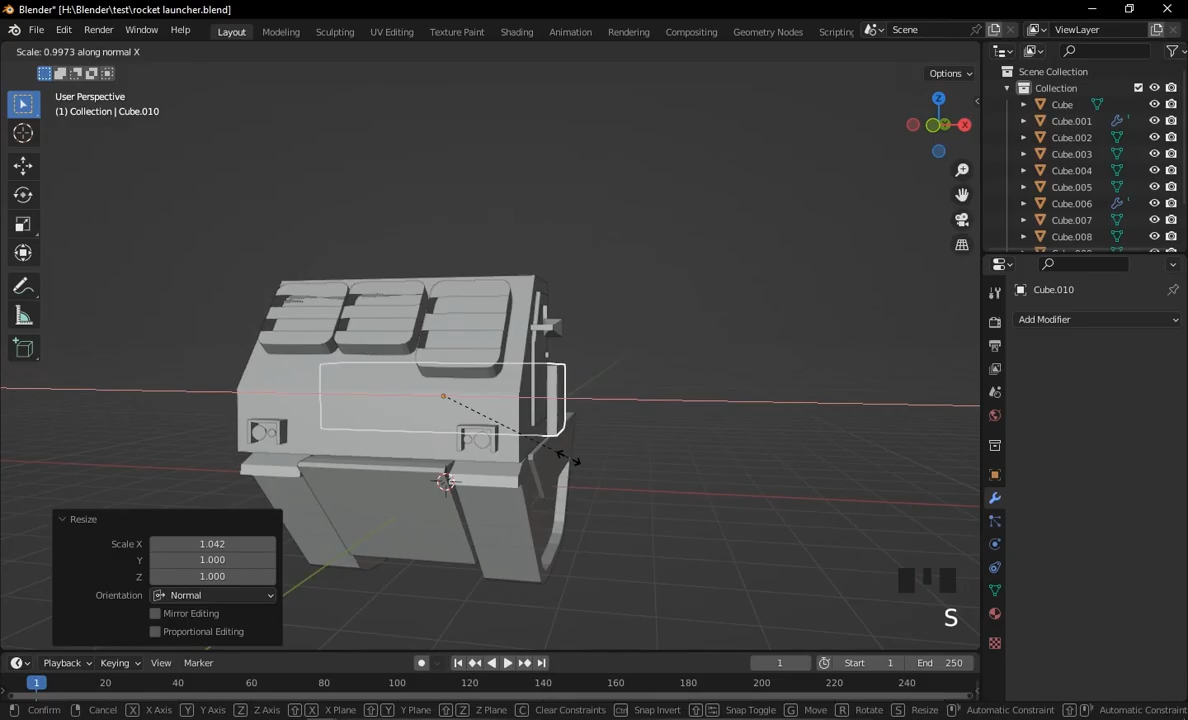 Blender* [H:\Blender\test\rocket launcher.blend]
File Edit Render Window Help Layout Modeling Sculpting UV Editing Texture Paint Shading Animation Rendering Compositing Geometry Nodes Scripting Scene ViewLayer
Scale: 0.9973 along normal X
Options
User Perspective
(1) Collection | Cube.010
Z
X
Scene Collection
Collection
Cube
Cube.001
Cube.002
Cube.003
Cube.004
Cube.005
Cube.006
Cube.007
Cube.008
Cube.010
Add Modifier
Resize
Scale X 1.042
Y 1.000
Z 1.000
Orientation Normal
Mirror Editing
Proportional Editing
S
Playback Keying View Marker 1 Start 1 End 250
1 20 40 60 80 100 120 140 160 180 200 220 240
Confirm Cancel X X Axis Y Y Axis Z Z Axis X X Plane Y Y Plane Z Z Plane C Clear Constraints Ctrl Snap Invert Snap Toggle G Move R Rotate S Resize Automatic Constraint Automatic Constraint